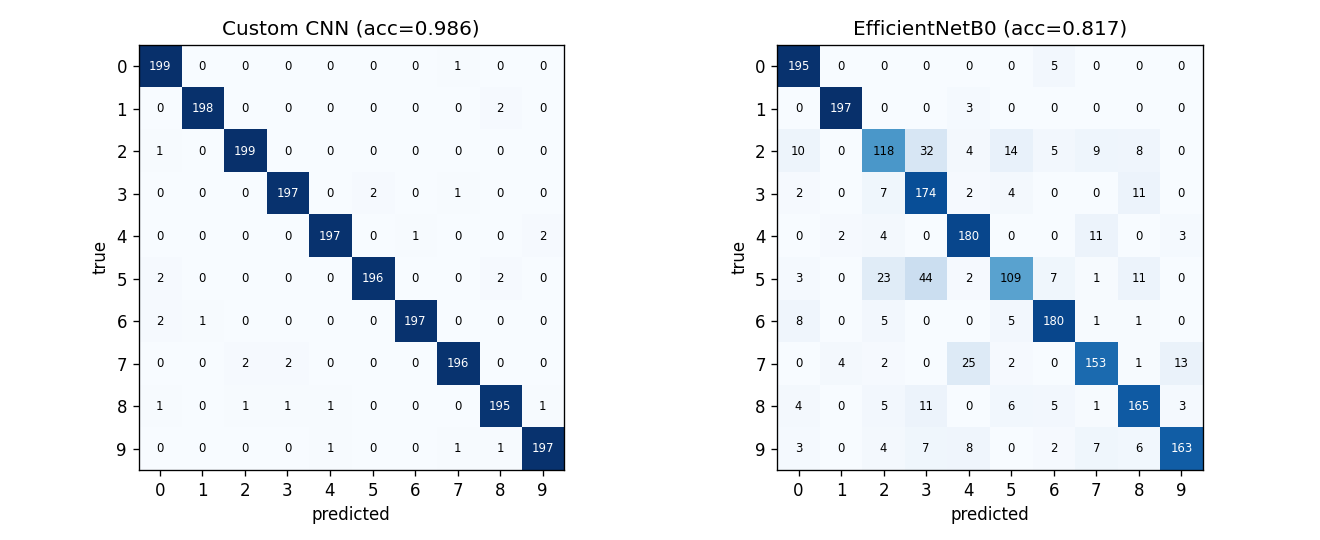 Custom CNN (acc=0.986)
true
0 199 0 0 0 0 0 0 1 0 0
1 0 198 0 0 0 0 0 0 2 0
2 1 0 199 0 0 0 0 0 0 0
3 0 0 0 197 0 2 0 1 0 0
4 0 0 0 0 197 0 1 0 0 2
5 2 0 0 0 0 196 0 0 2 0
6 2 1 0 0 0 0 197 0 0 0
7 0 0 2 2 0 0 0 196 0 0
8 1 0 1 1 1 0 0 0 195 1
9 0 0 0 0 1 0 0 1 1 197
0 1 2 3 4 5 6 7 8 9
predicted
EfficientNetB0 (acc=0.817)
true
0 195 0 0 0 0 0 5 0 0 0
1 0 197 0 0 3 0 0 0 0 0
2 10 0 118 32 4 14 5 9 8 0
3 2 0 7 174 2 4 0 0 11 0
4 0 2 4 0 180 0 0 11 0 3
5 3 0 23 44 2 109 7 1 11 0
6 8 0 5 0 0 5 180 1 1 0
7 0 4 2 0 25 2 0 153 1 13
8 4 0 5 11 0 6 5 1 165 3
9 3 0 4 7 8 0 2 7 6 163
0 1 2 3 4 5 6 7 8 9
predicted